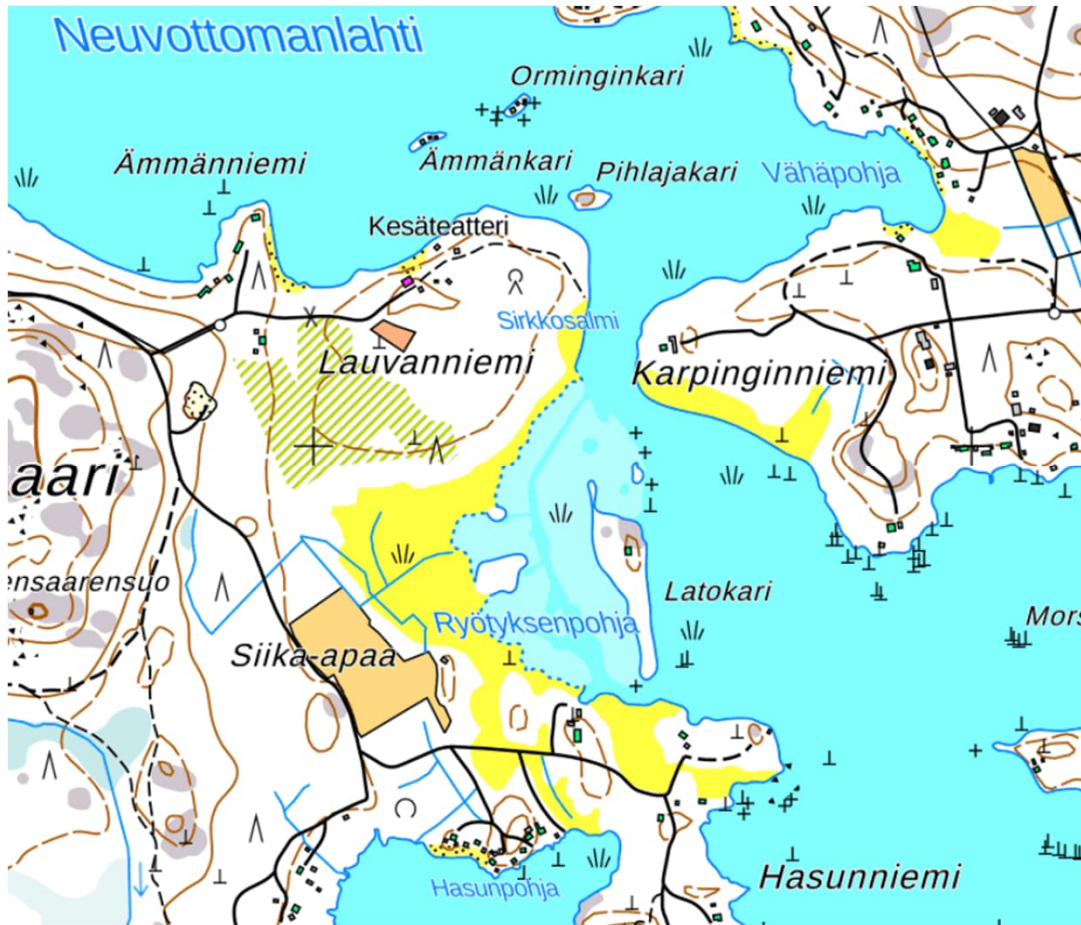 Neuvottomanlahti
Orminginkari
Ämmänniemi
Ämmänkari
Pihlajakari
Vähäpohja
Kesäteatteri
Sirkkosalmi
Lauvanniemi
Karpinginniemi
aari
ensaarensuo
Latokari
Ryötyksenpohja
Mors
Siika-apaa
Hasunpohja
Hasunniemi